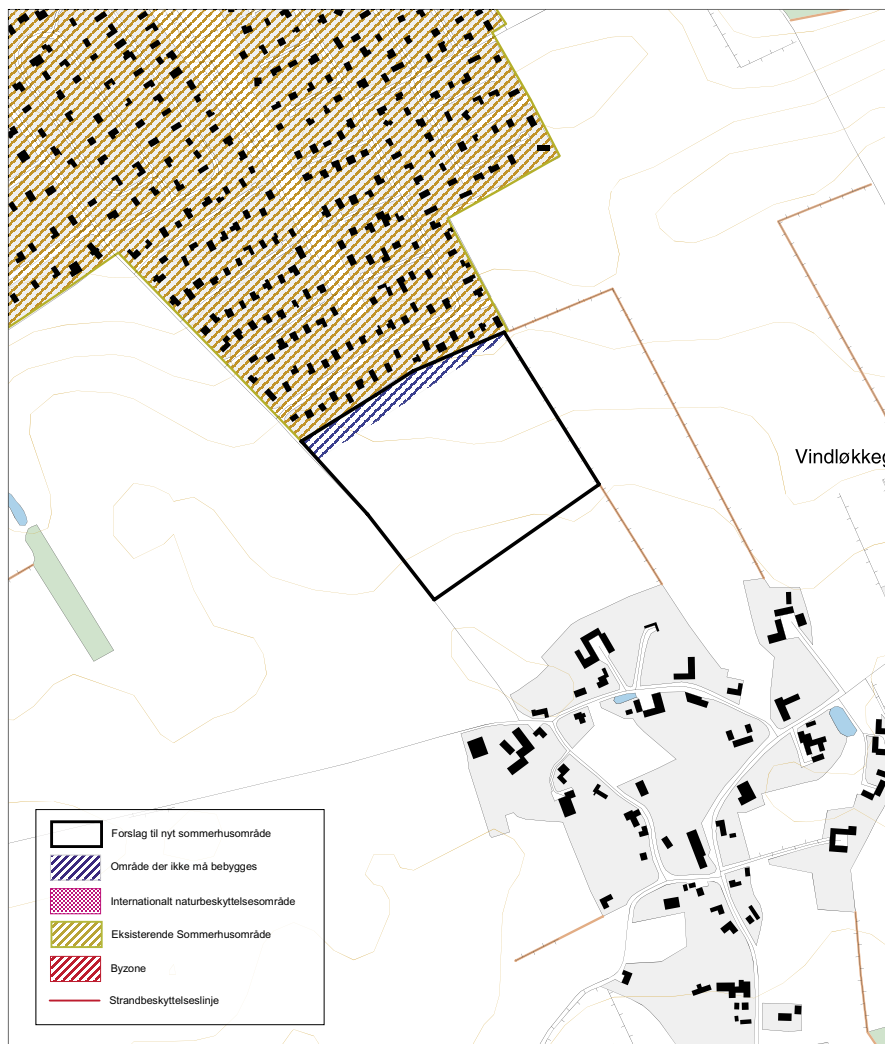 Vindløkkeg
Forslag til nyt sommerhusområde
Område der ikke må bebygges
Internationalt naturbeskyttelsesområde
Eksisterende Sommerhusområde
Byzone
Strandbeskyttelseslinje